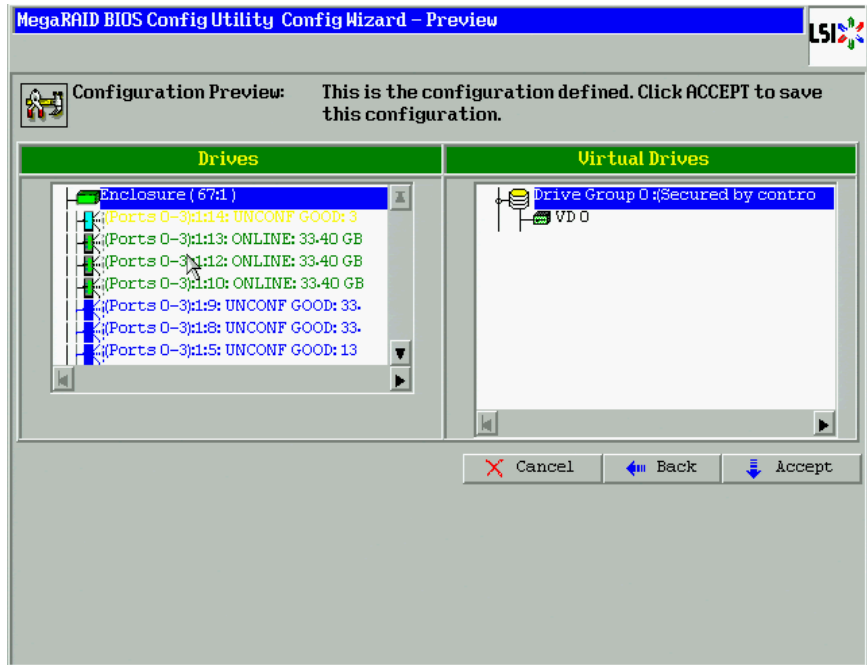 MegaRAID BIOS Config Utility Config Wizard – Preview
LSI
Configuration Preview: This is the configuration defined. Click ACCEPT to save
this configuration.
Drives
Virtual Drives
Enclosure ( 67:1 )
(Ports 0-3):1:14: UNCONF GOOD: 3
(Ports 0-3):1:13: ONLINE: 33.40 GB
(Ports 0-3):1:12: ONLINE: 33.40 GB
(Ports 0-3):1:10: ONLINE: 33.40 GB
(Ports 0-3):1:9: UNCONF GOOD: 33.
(Ports 0-3):1:8: UNCONF GOOD: 33.
(Ports 0-3):1:5: UNCONF GOOD: 13
Drive Group 0 :(Secured by contro
VD 0
Cancel
Back
Accept